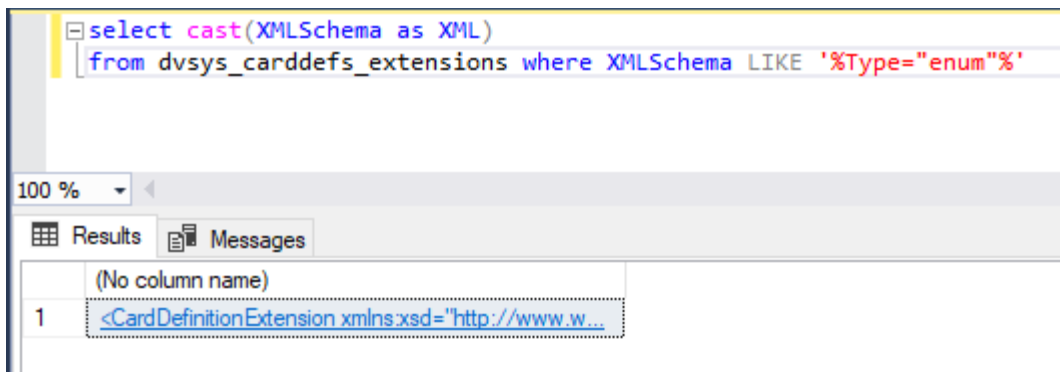 select cast(XMLSchema as XML)
from dvsys_carddefs_extensions where XMLSchema LIKE '%Type="enum"%'
100 %
Results Messages
(No column name)
1 <CardDefinitionExtension xmlns:xsd="http://www.w...